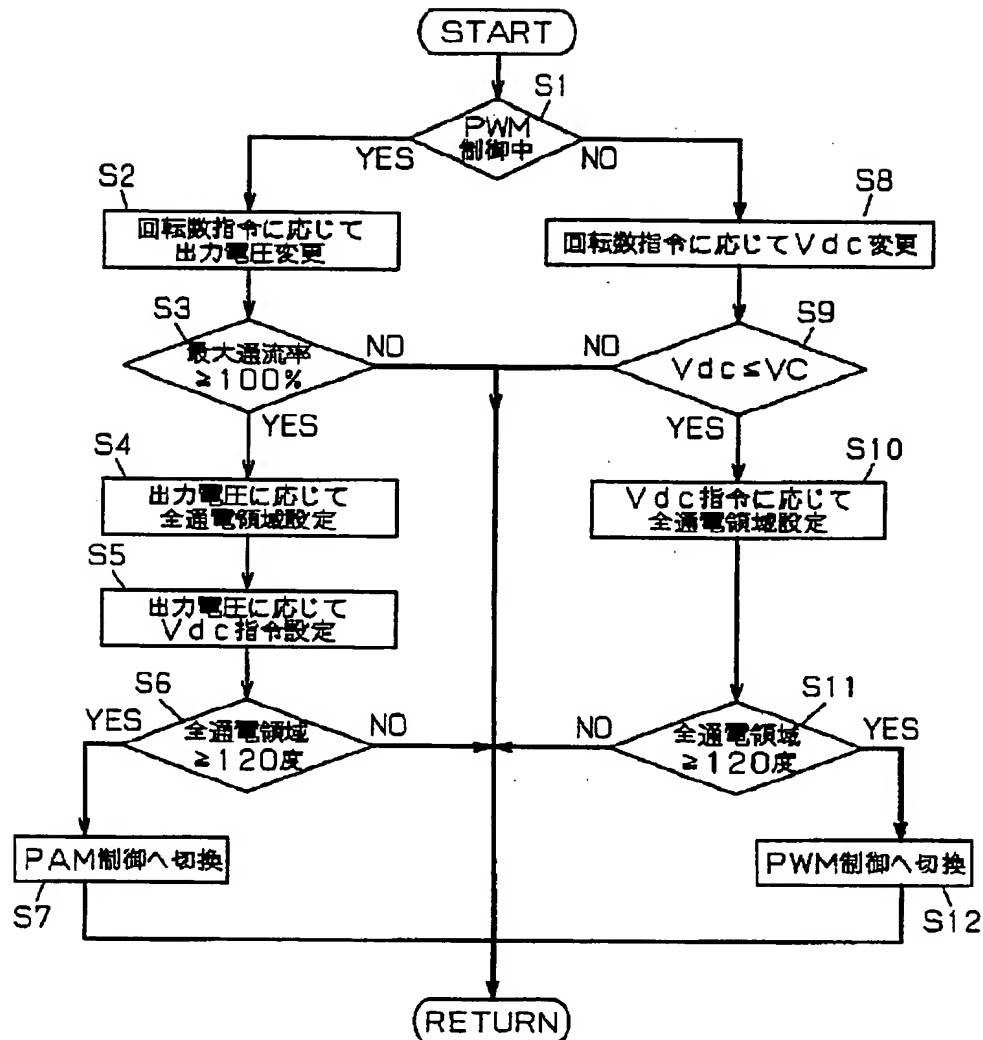 START
S1
PWM
制御中
YES
NO
S2
回転数指令に応じて
出力電圧変更
S8
回転数指令に応じてVdc変更
S3
最大通流率
≧100%
NO
YES
S9
Vdc≦VC
NO
YES
S4
出力電圧に応じて
全通電領域設定
S10
Vdc指令に応じて
全通電領域設定
S5
出力電圧に応じて
Vdc指令設定
S6
全通電領域
≧120度
YES
NO
S11
全通電領域
≧120度
NO
YES
PAM制御へ切換
S7
PWM制御へ切換
S12
RETURN